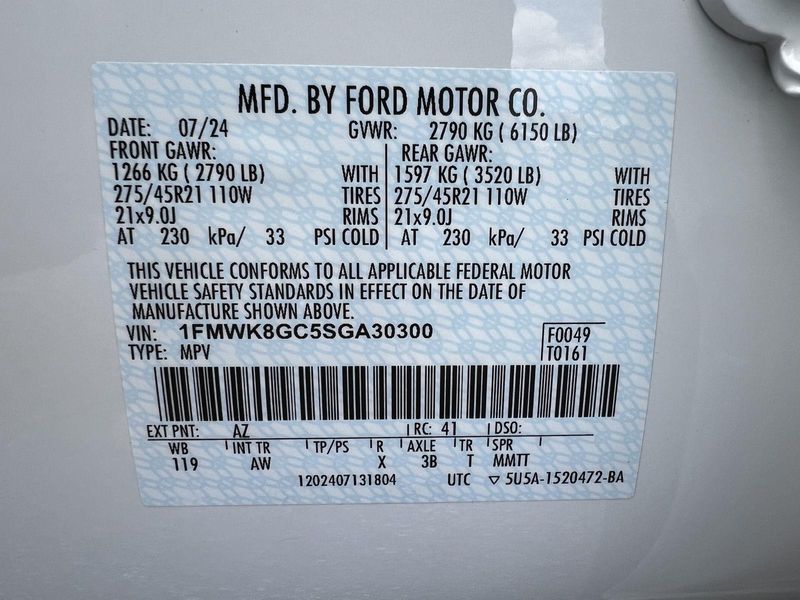 MFD. BY FORD MOTOR CO.
DATE: 07/24 GVWR: 2790 KG ( 6150 LB)
FRONT GAWR: REAR GAWR:
1266 KG ( 2790 LB) WITH 1597 KG ( 3520 LB) WITH
275/45R21 110W TIRES 275/45R21 110W TIRES
21x9.0J RIMS 21x9.0J RIMS
AT 230 kPa/ 33 PSI COLD AT 230 kPa/ 33 PSI COLD
THIS VEHICLE CONFORMS TO ALL APPLICABLE FEDERAL MOTOR
VEHICLE SAFETY STANDARDS IN EFFECT ON THE DATE OF
MANUFACTURE SHOWN ABOVE.
VIN: 1FMWK8GC5SGA30300 F0049
TYPE: MPV T0161
EXT PNT: AZ RC: 41 DSO:
WB INT TR TP/PS R AXLE TR SPR
119 AW X 3B T MMTT
1202407131804 UTC ▽ 5U5A-1520472-BA